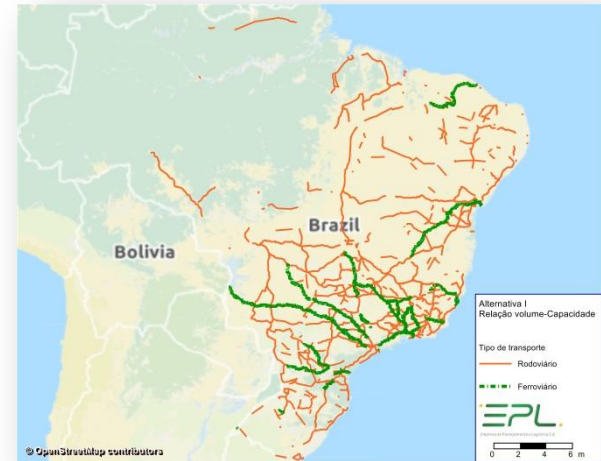 Brazil
Bolivia
Alternativa I
Relação volume-Capacidade
Tipo de transporte
Rodoviário
Ferroviário
EPL
0 2 4 6 m
© OpenStreetMap contributors